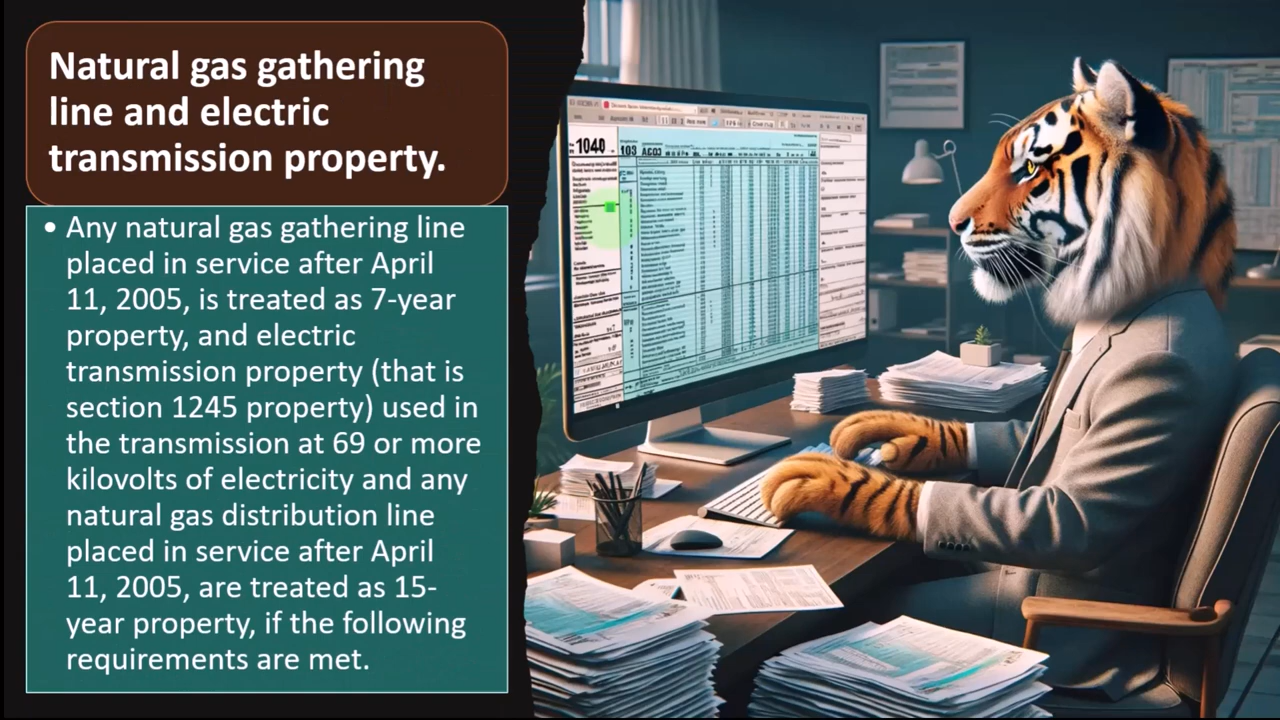 Natural gas gathering
line and electric
transmission property.
• Any natural gas gathering line
placed in service after April
11, 2005, is treated as 7-year
property, and electric
transmission property (that is
section 1245 property) used in
the transmission at 69 or more
kilovolts of electricity and any
natural gas distribution line
placed in service after April
11, 2005, are treated as 15-
year property, if the following
requirements are met.
1040